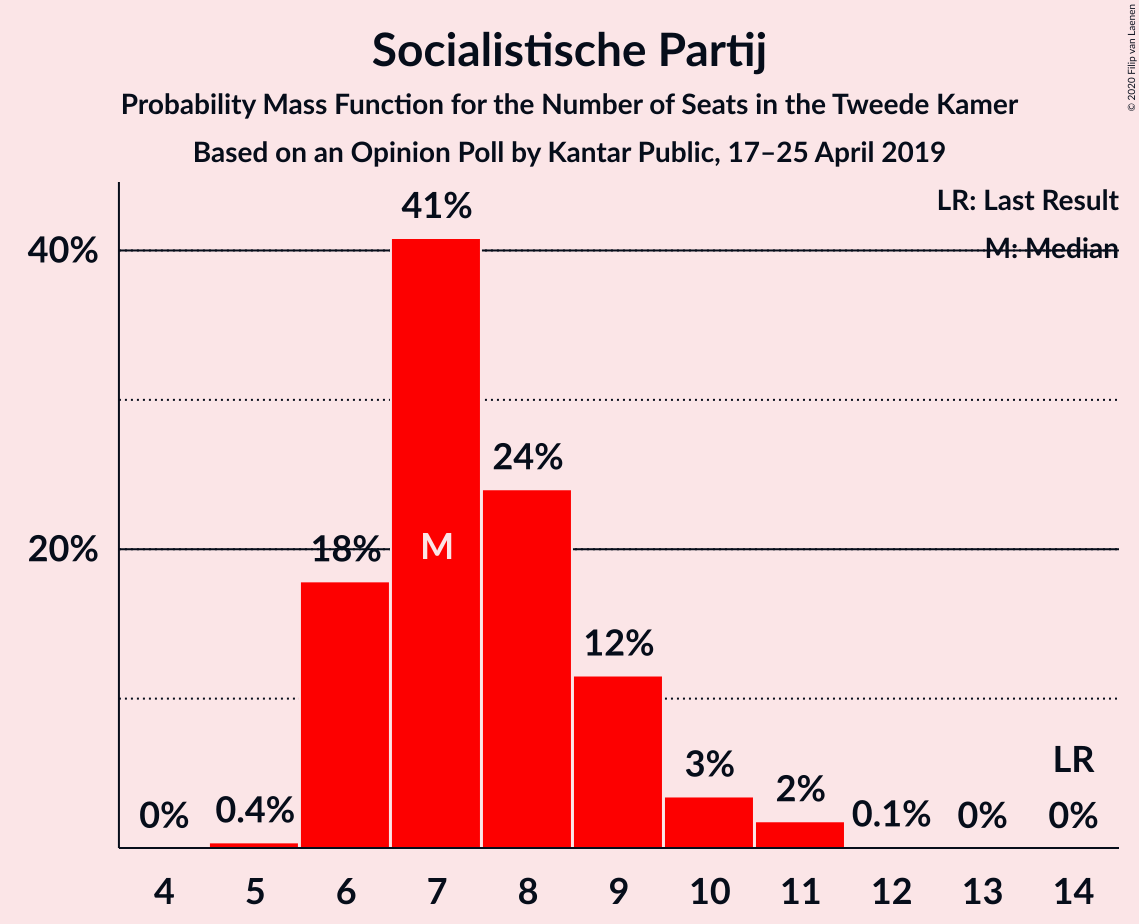 Socialistische Partij
Probability Mass Function for the Number of Seats in the Tweede Kamer
Based on an Opinion Poll by Kantar Public, 17–25 April 2019
© 2020 Filip van Laenen
LR: Last Result
M: Median
41%
40%
24%
18%
M
20%
12%
3%
2%
LR
0%
0.4%
0.1%
0%
0%
4 5 6 7 8 9 10 11 12 13 14